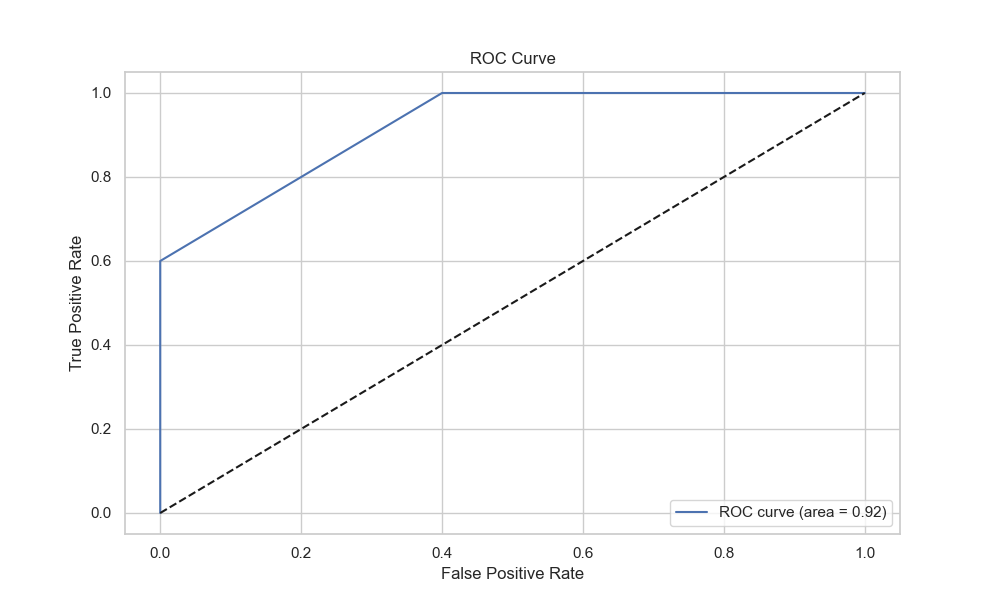 ROC Curve
1.0
0.8
0.6
0.4
0.2
0.0
True Positive Rate
ROC curve (area = 0.92)
0.0 0.2 0.4 0.6 0.8 1.0
False Positive Rate